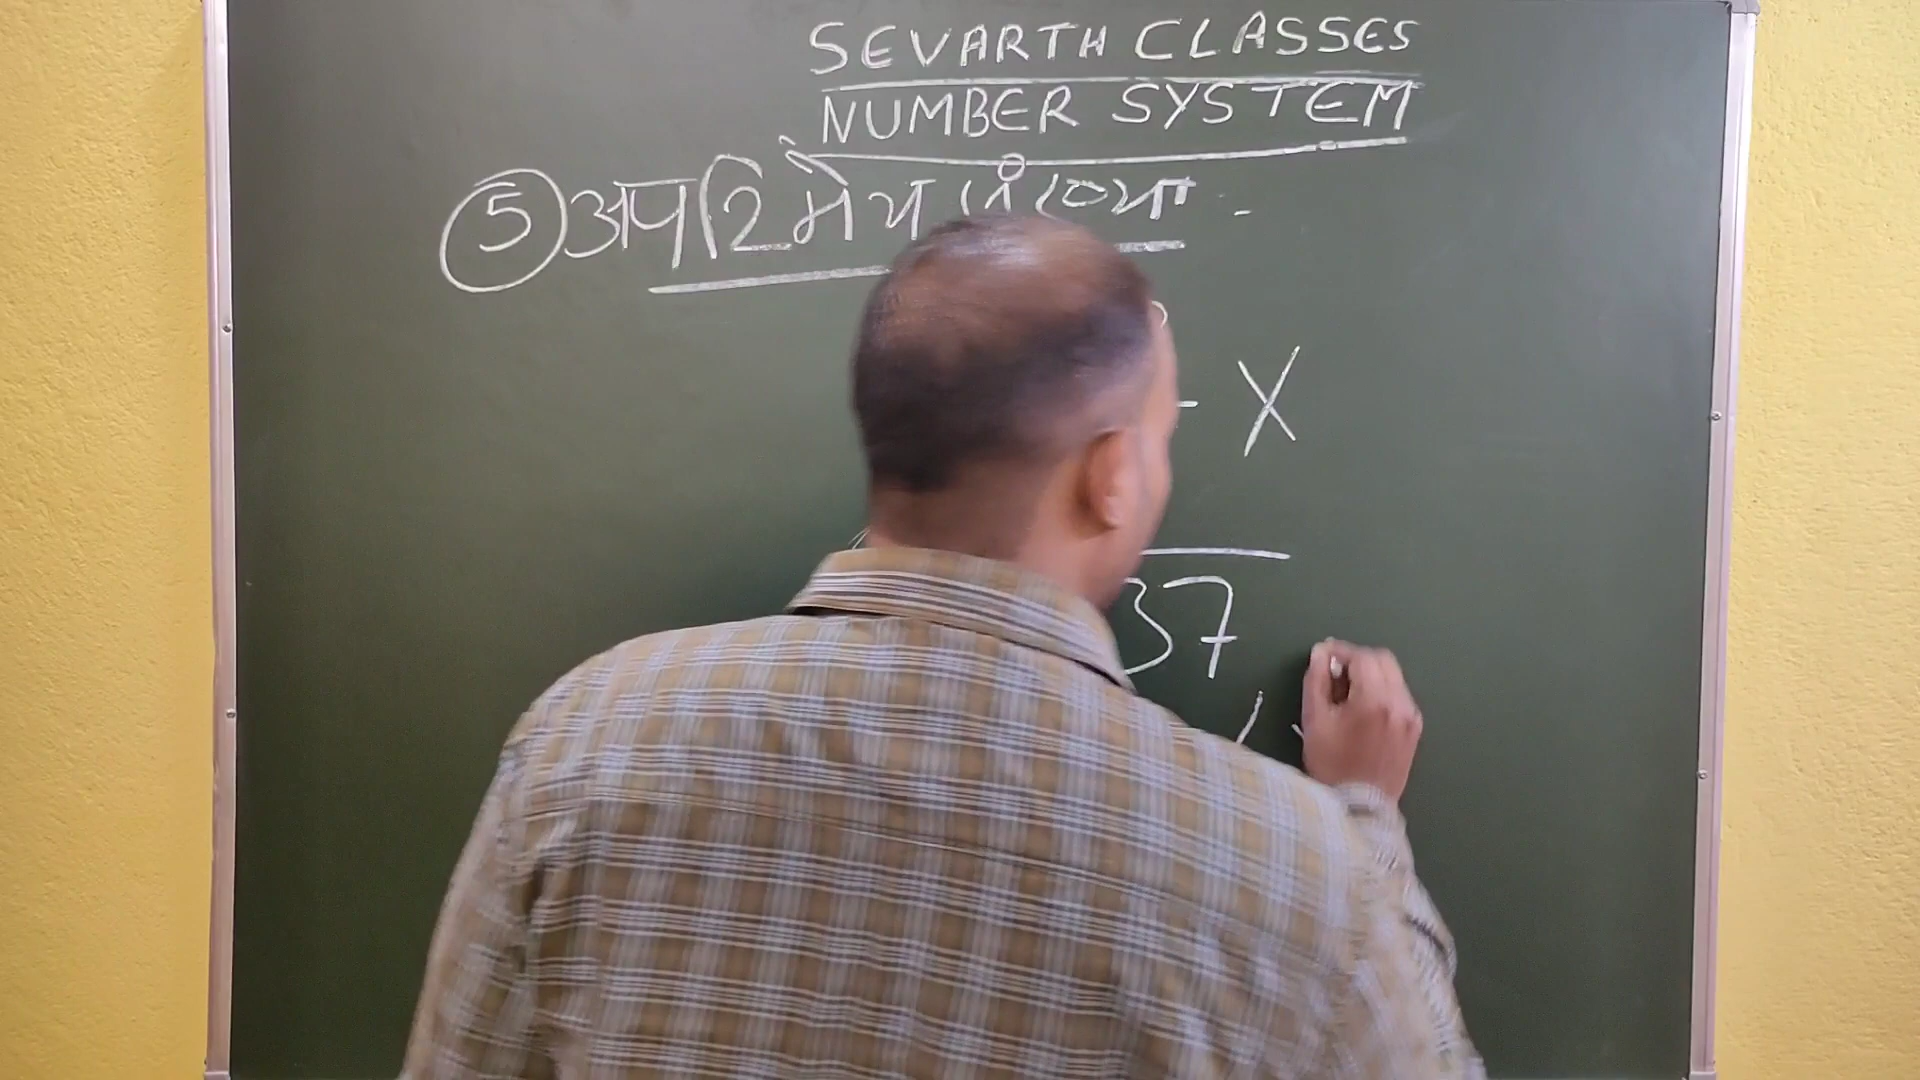 SEVARTH CLASSES
NUMBER SYSTEM
5 अपरिमेय संख्या -
- X
37